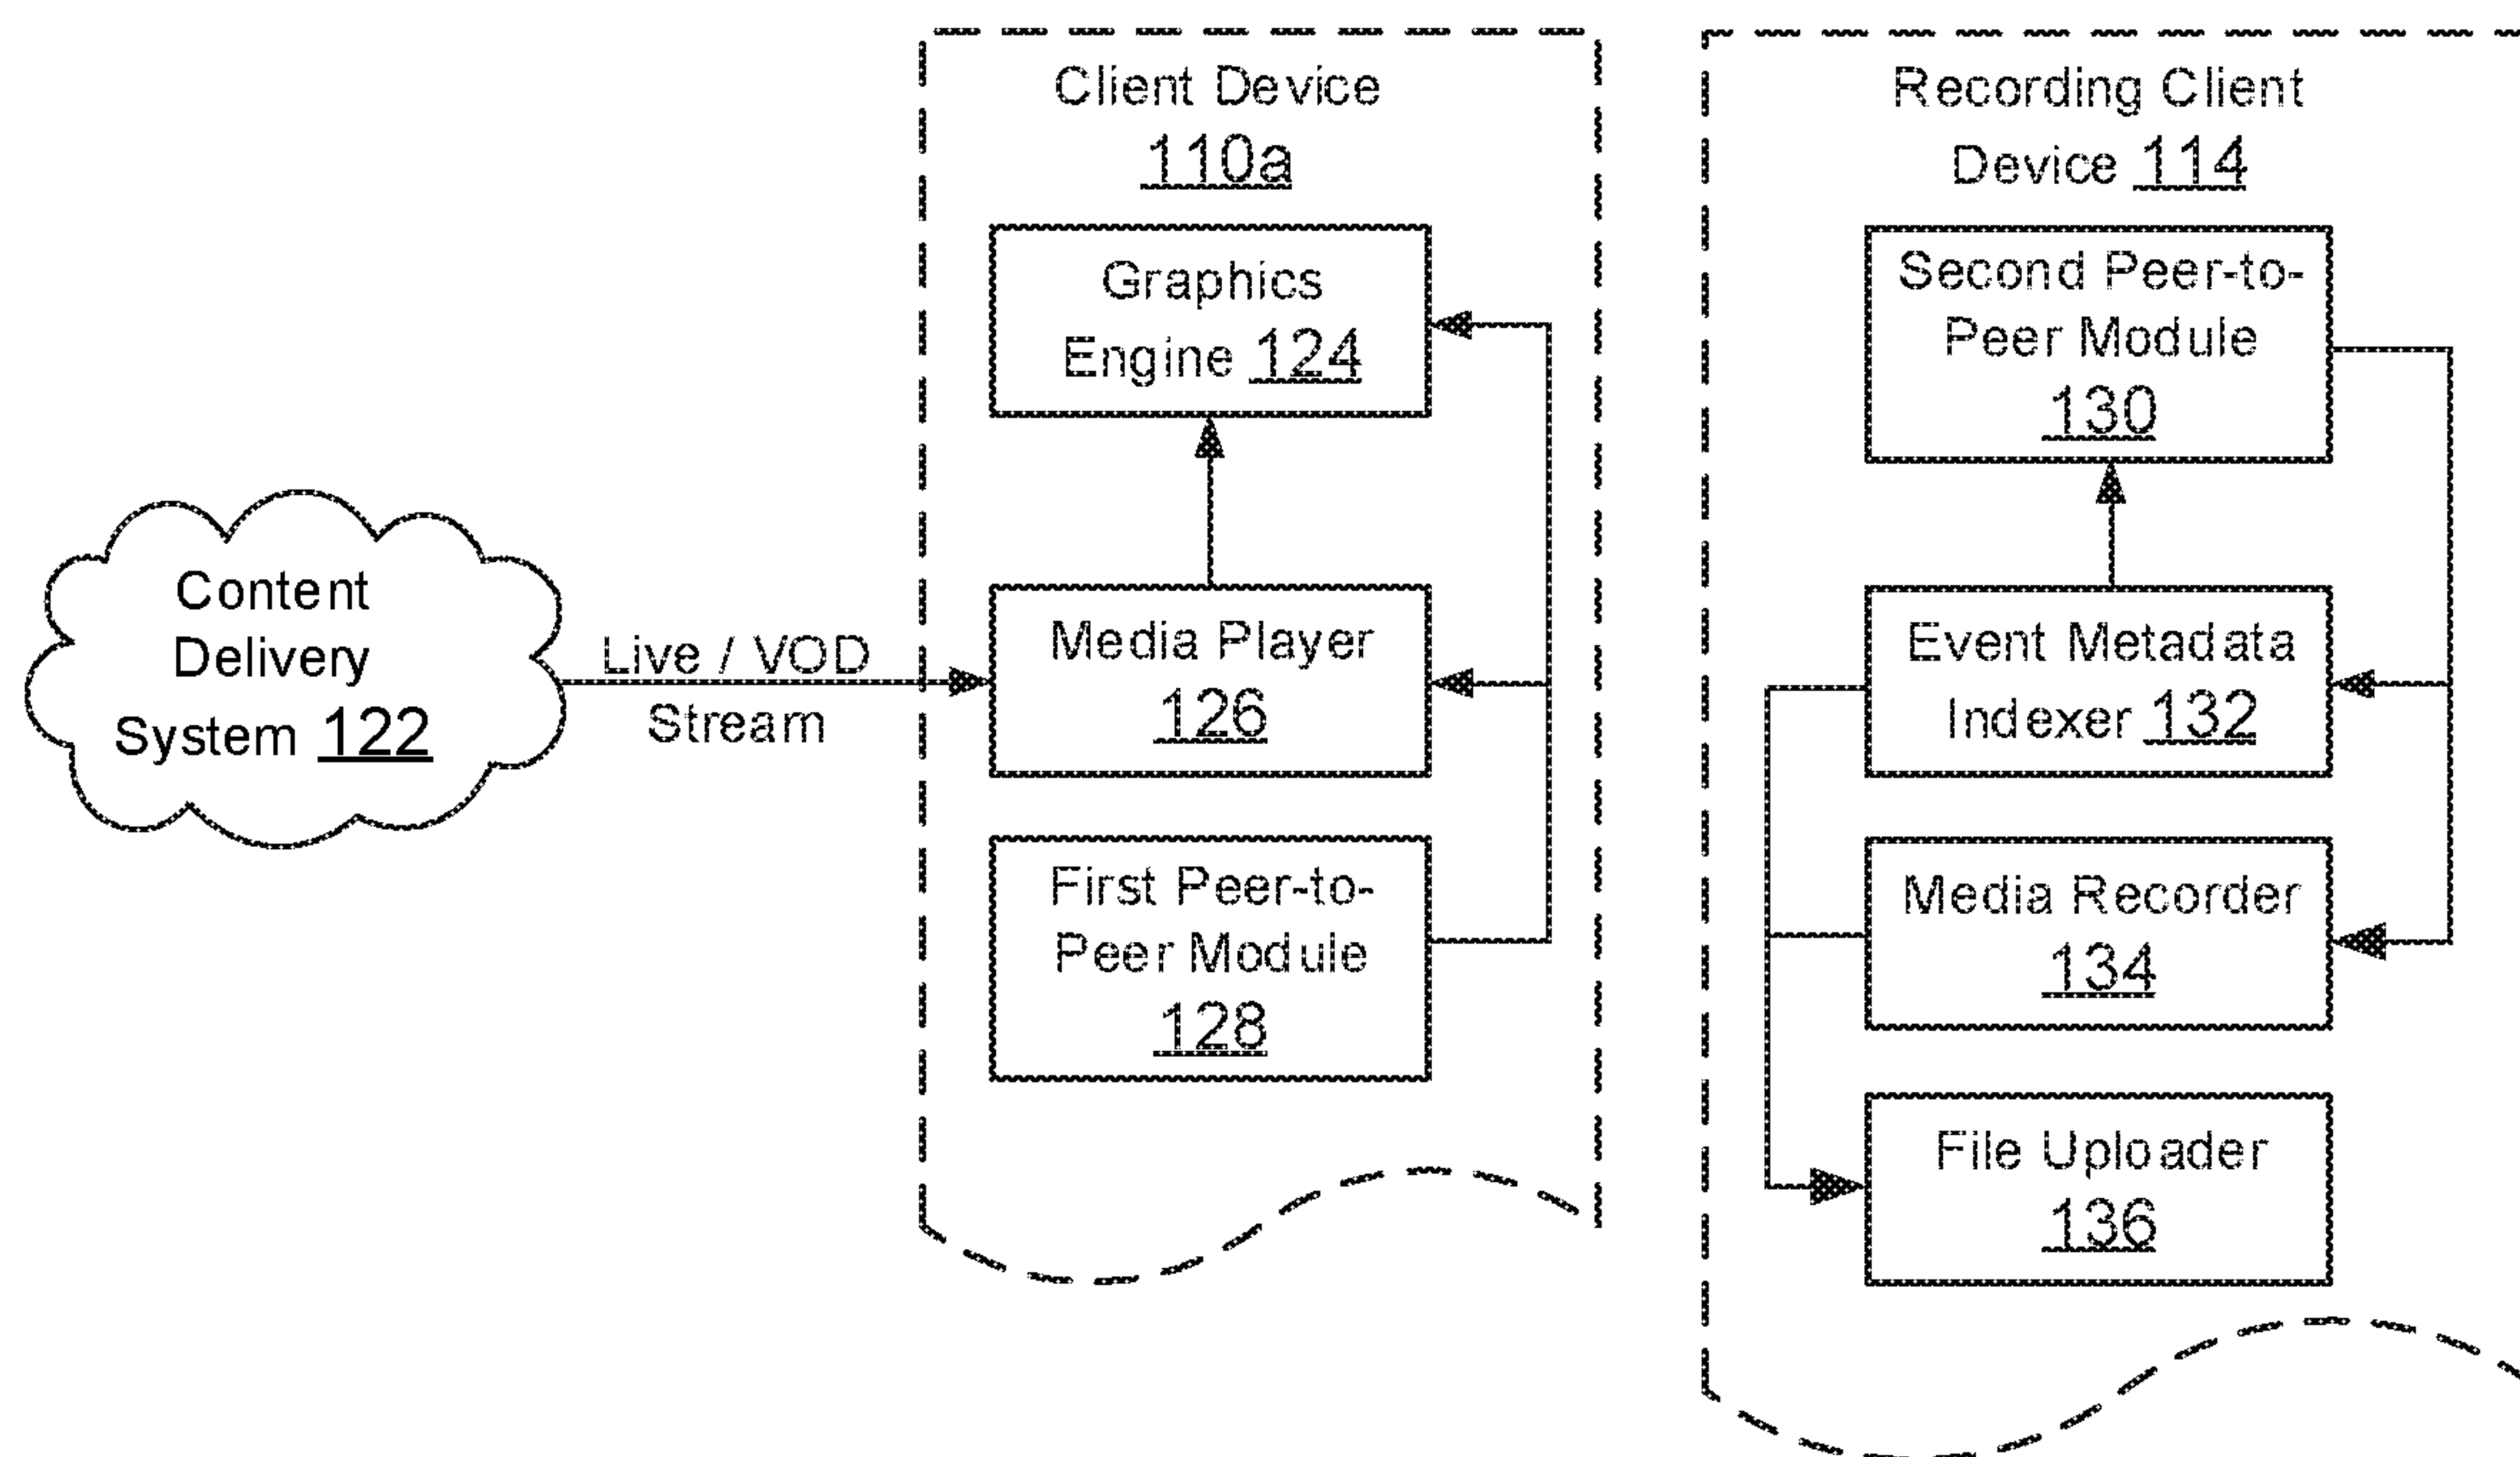 Content
Delivery
System 122
Live / VOD
Stream
Client Device
110a
Graphics
Engine 124
Media Player
126
First Peer-to-
Peer Module
128
Recording Client
Device 114
Second Peer-to-
Peer Module
130
Event Metadata
Indexer 132
Media Recorder
134
File Uploader
136